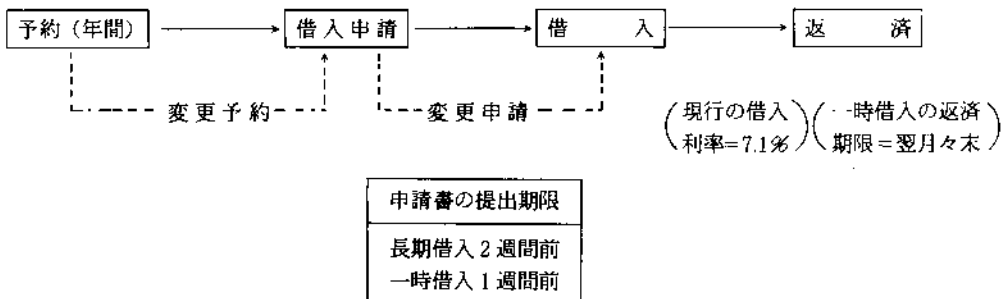 予約（年間）
借入申請
借入
返済
変更予約
変更申請
現行の借入
利率＝7.1％
一時借入の返済
期限＝翌月々末
申請書の提出期限
長期借入2週間前
一時借入1週間前